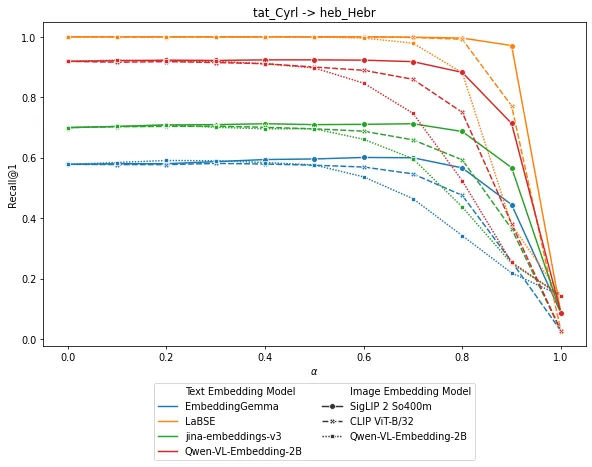 tat_Cyrl -> heb_Hebr
1.0
0.8
0.6
0.4
0.2
0.0
Recall@1
0.0 0.2 0.4 0.6 0.8 1.0
α
Text Embedding Model Image Embedding Model
EmbeddingGemma SigLIP 2 So400m
LaBSE CLIP ViT-B/32
jina-embeddings-v3 Qwen-VL-Embedding-2B
Qwen-VL-Embedding-2B